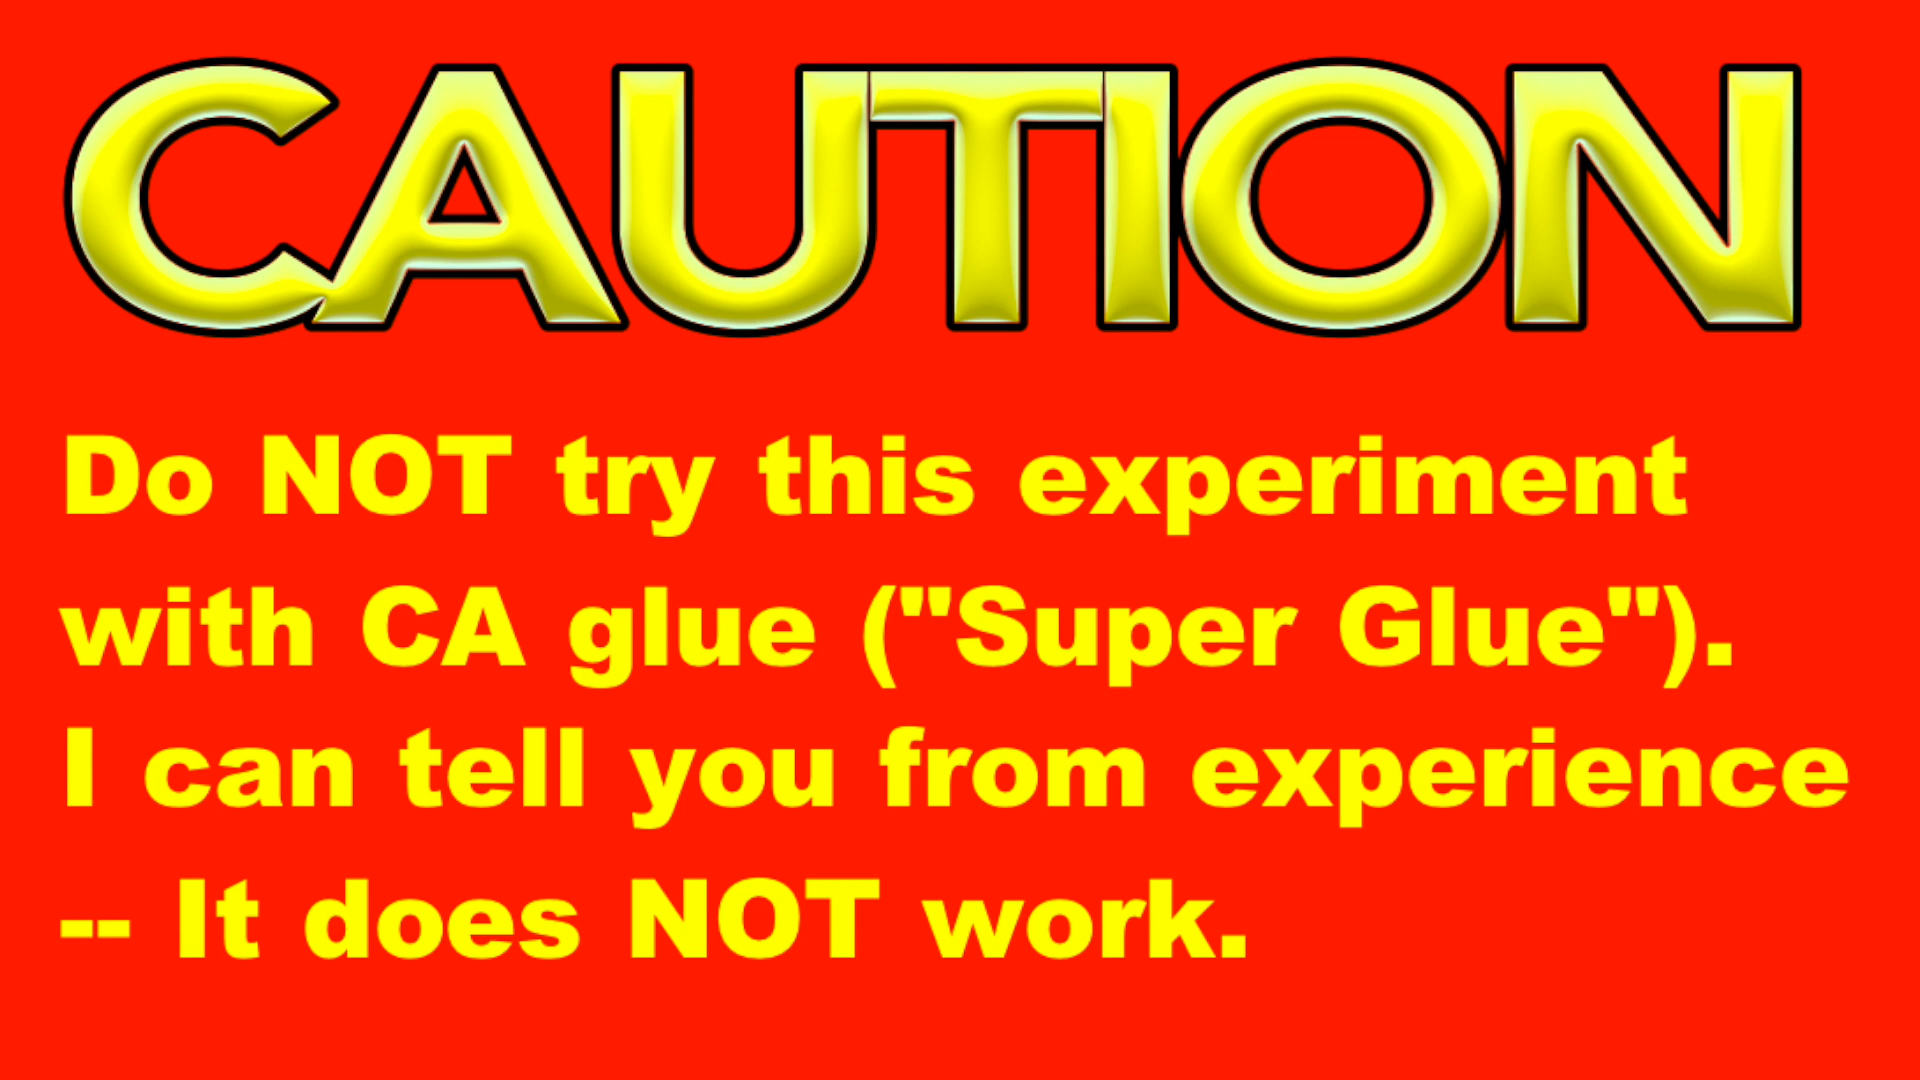 CAUTION
Do NOT try this experiment
with CA glue ("Super Glue").
I can tell you from experience
-- It does NOT work.